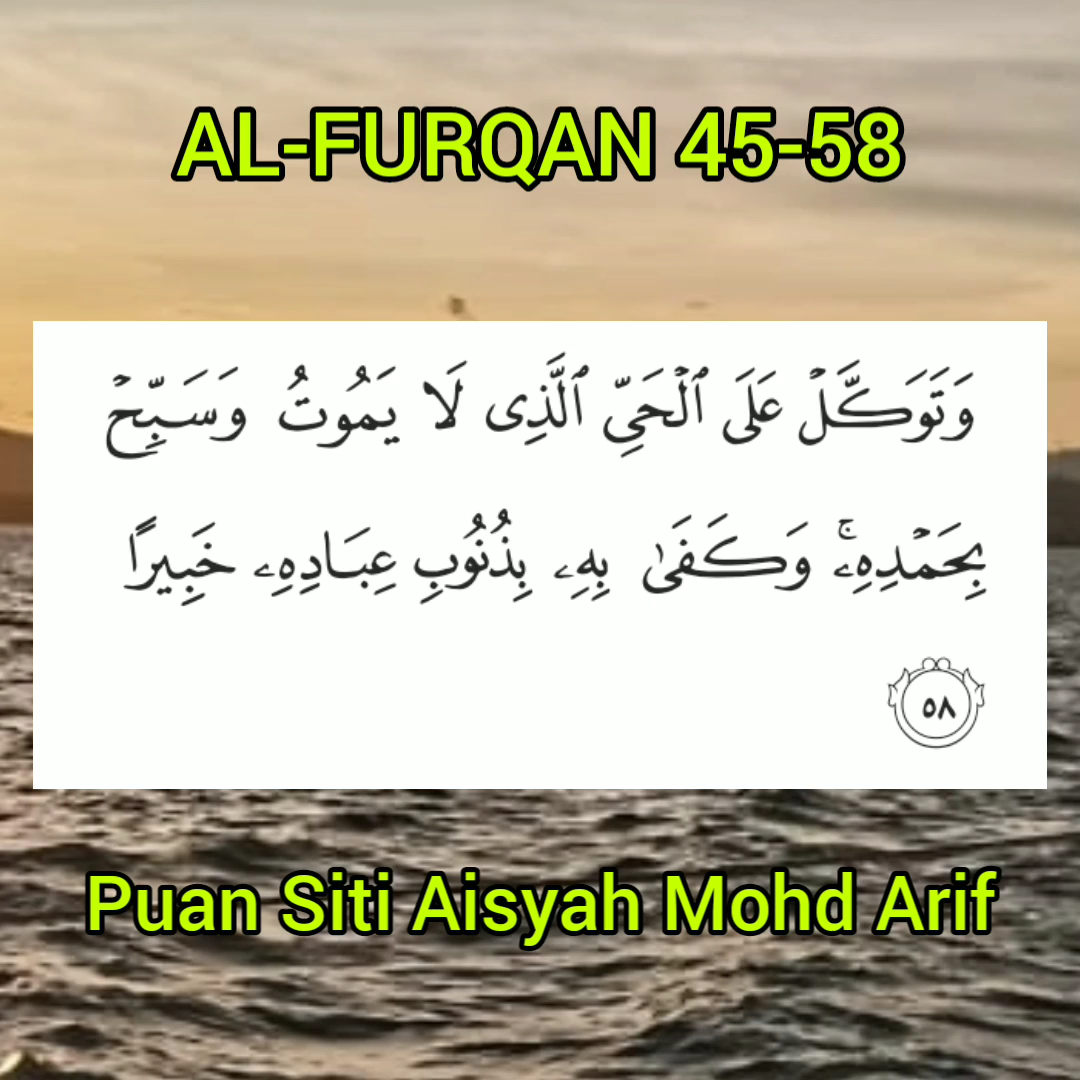 AL-FURQAN 45-58
وَتَوَكَّلۡ عَلَى ٱلۡحَيِّ ٱلَّذِى لَا يَمُوتُ وَسَبِّحۡ
بِحَمۡدِهِۦۚ وَكَفَىٰ بِهِۦ بِذُنُوبِ عِبَادِهِۦ خَبِيرًا
٥٨
Puan Siti Aisyah Mohd Arif